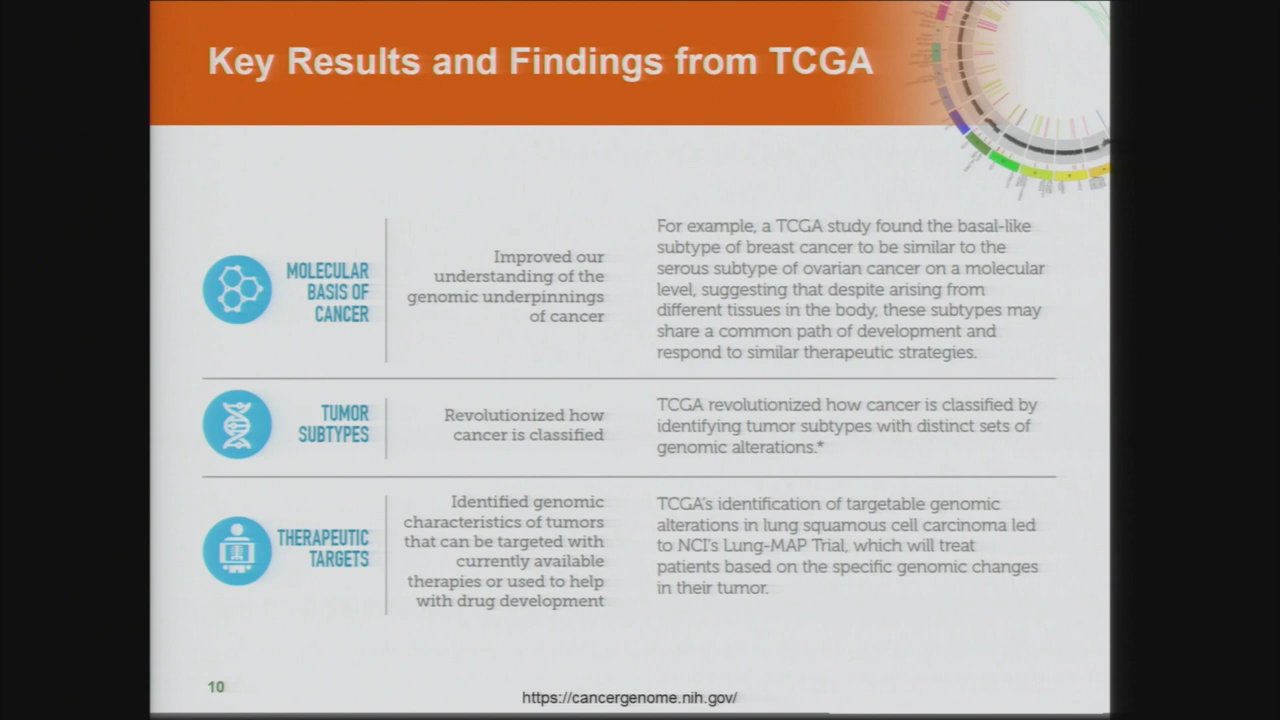 Key Results and Findings from TCGA
MOLECULAR
BASIS OF
CANCER
Improved our
understanding of the
genomic underpinnings
of cancer
For example, a TCGA study found the basal-like
subtype of breast cancer to be similar to the
serous subtype of ovarian cancer on a molecular
level, suggesting that despite arising from
different tissues in the body, these subtypes may
share a common path of development and
respond to similar therapeutic strategies.
TUMOR
SUBTYPES
Revolutionized how
cancer is classified
TCGA revolutionized how cancer is classified by
identifying tumor subtypes with distinct sets of
genomic alterations.*
THERAPEUTIC
TARGETS
Identified genomic
characteristics of tumors
that can be targeted with
currently available
therapies or used to help
with drug development
TCGA's identification of targetable genomic
alterations in lung squamous cell carcinoma led
to NCI's Lung-MAP Trial, which will treat
patients based on the specific genomic changes
in their tumor.
10
https://cancergenome.nih.gov/